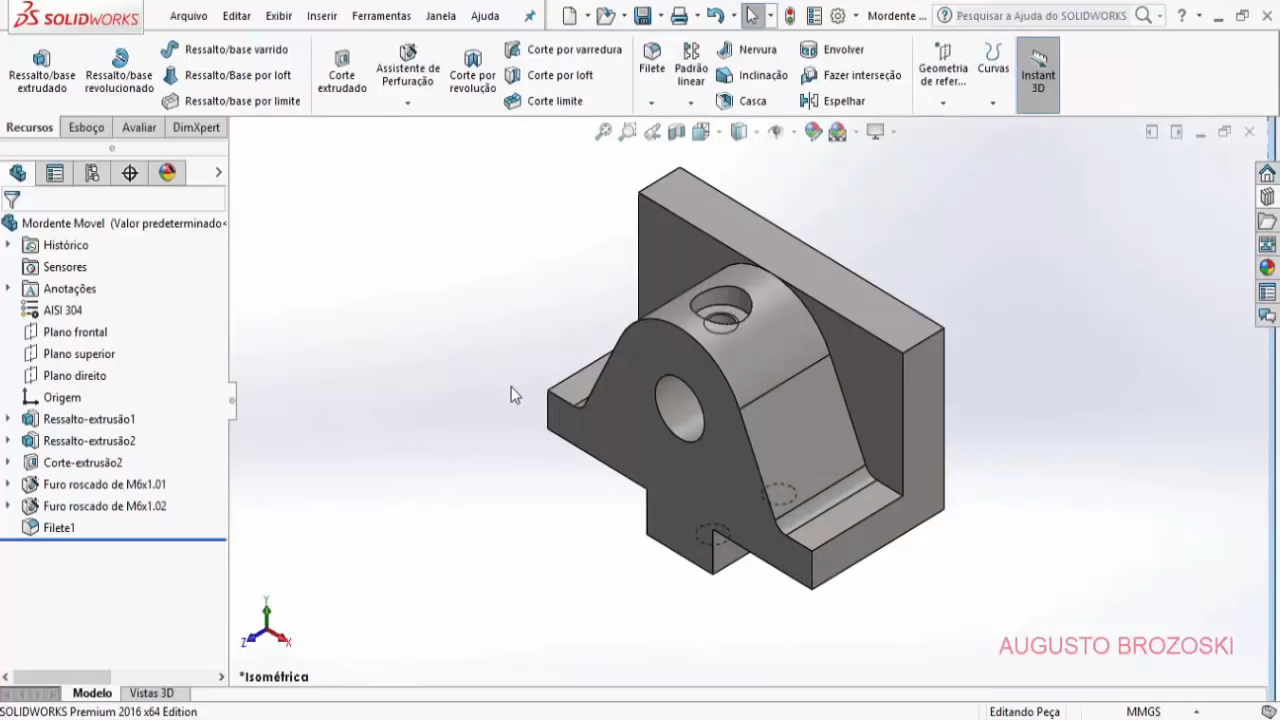 SOLIDWORKS Arquivo Editar Exibir Inserir Ferramentas Janela Ajuda Mordente ... Pesquisar a Ajuda do SOLIDWORKS
Ressalto/base extrudado
Ressalto/base revolucionado
Ressalto/base varrido
Ressalto/base por loft
Ressalto/base por limite
Corte extrudado
Assistente de Perfuração
Corte por revolução
Corte por varredura
Corte por loft
Corte limite
Filete
Padrão linear
Nervura
Inclinação
Casca
Envolver
Fazer interseção
Espelhar
Geometria de refer...
Curvas
Instant 3D
Recursos Esboço Avaliar DimXpert
Mordente Movel (Valor predeterminado<
Histórico
Sensores
Anotações
AISI 304
Plano frontal
Plano superior
Plano direito
Origem
Ressalto-extrusão1
Ressalto-extrusão2
Corte-extrusão2
Furo roscado de M6x1.01
Furo roscado de M6x1.02
Filete1
Y
Z X
AUGUSTO BROZOSKI
*Isométrica
Modelo Vistas 3D
SOLIDWORKS Premium 2016 x64 Edition Editando Peça MMGS